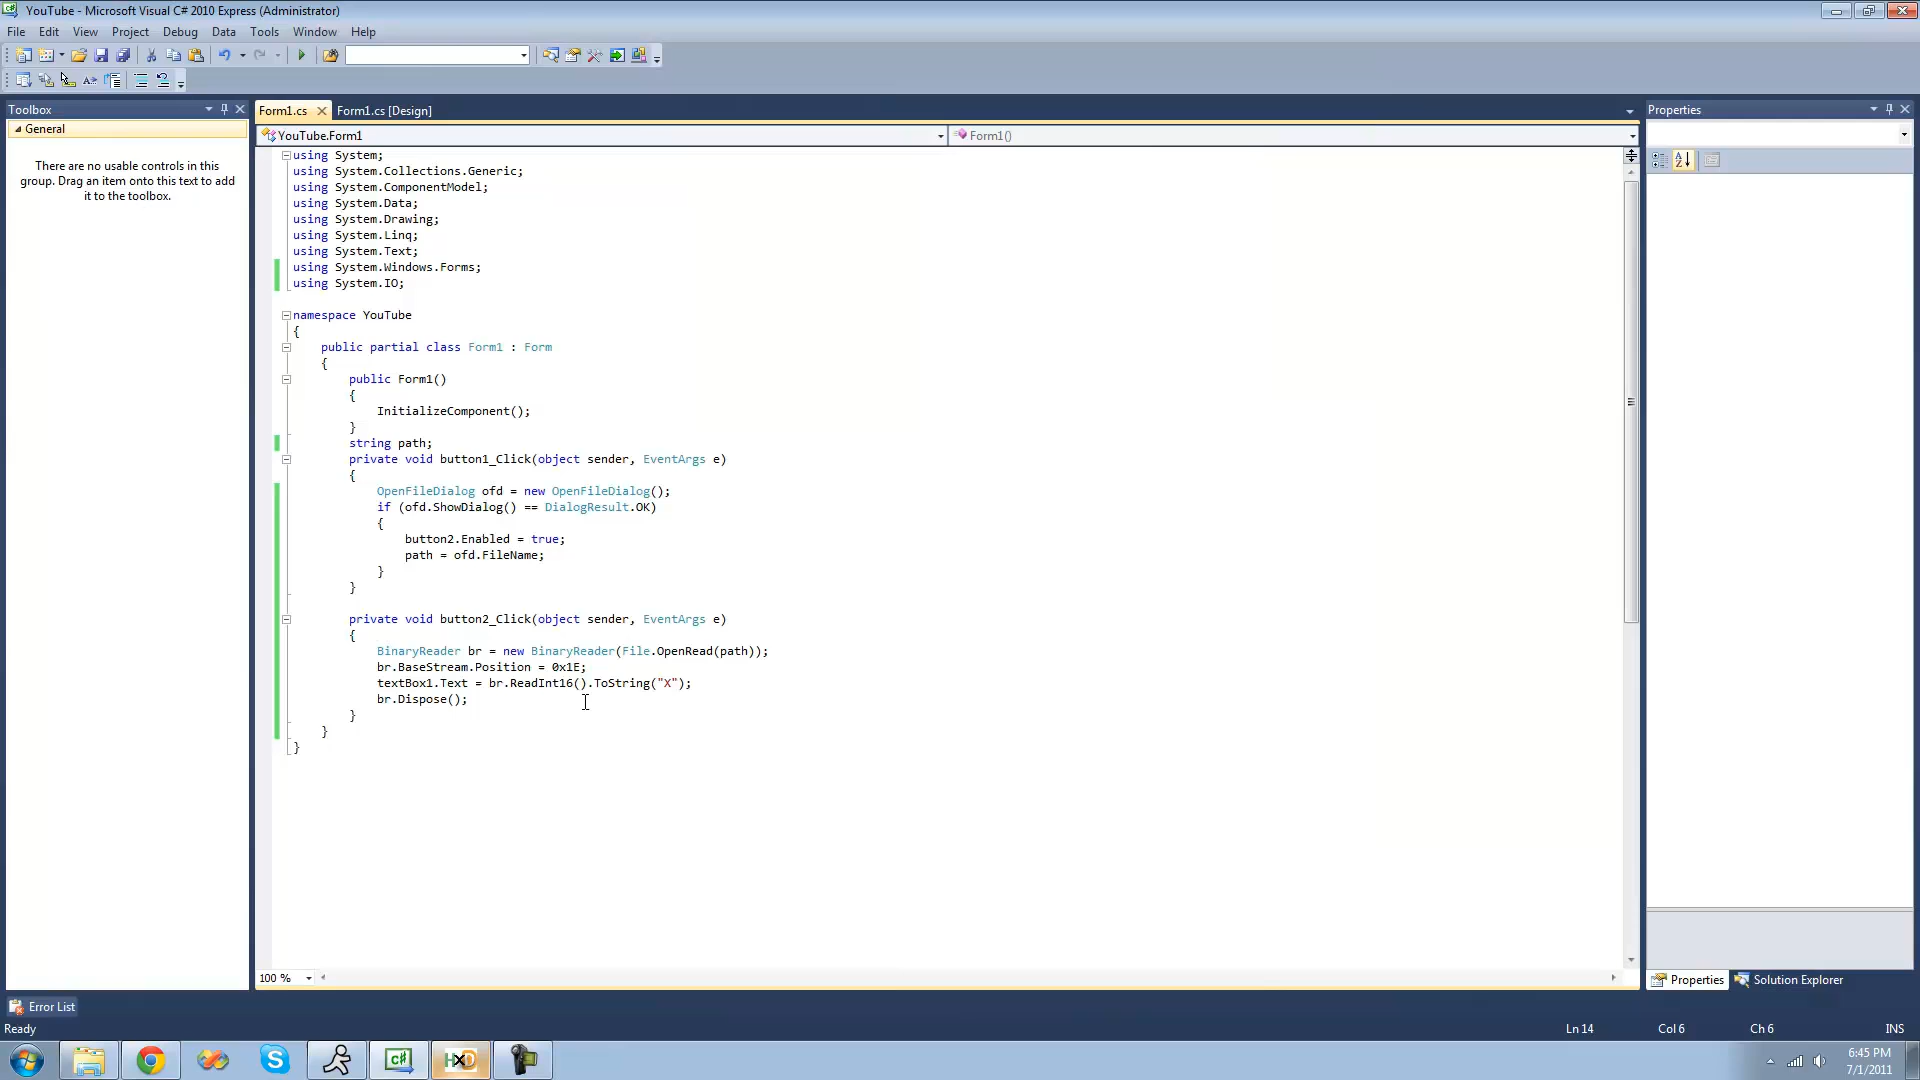 YouTube - Microsoft Visual C# 2010 Express (Administrator)
File Edit View Project Debug Data Tools Window Help
Toolbox
General
There are no usable controls in this
group. Drag an item onto this text to add
it to the toolbox.
Form1.cs Form1.cs [Design]
YouTube.Form1 Form1()
using System;
using System.Collections.Generic;
using System.ComponentModel;
using System.Data;
using System.Drawing;
using System.Linq;
using System.Text;
using System.Windows.Forms;
using System.IO;
namespace YouTube
{
public partial class Form1 : Form
{
public Form1()
{
InitializeComponent();
}
string path;
private void button1_Click(object sender, EventArgs e)
{
OpenFileDialog ofd = new OpenFileDialog();
if (ofd.ShowDialog() == DialogResult.OK)
{
button2.Enabled = true;
path = ofd.FileName;
}
}
private void button2_Click(object sender, EventArgs e)
{
BinaryReader br = new BinaryReader(File.OpenRead(path));
br.BaseStream.Position = 0x1E;
textBox1.Text = br.ReadInt16().ToString("X");
br.Dispose();
}
}
}
100 %
Properties
Properties Solution Explorer
Error List
Ready Ln 14 Col 6 Ch 6 INS
6:45 PM
7/1/2011